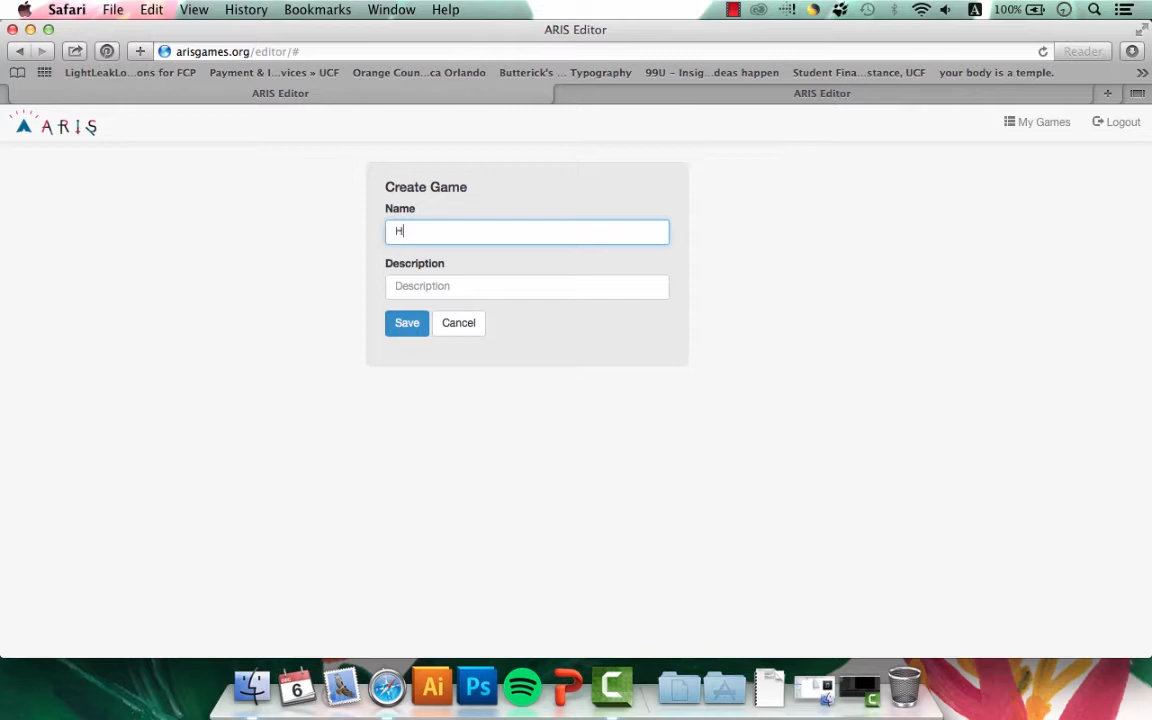 Safari File Edit View History Bookmarks Window Help A 100%
ARIS Editor
arisgames.org/editor/# Reader
LightLeakLo...ons for FCP Payment & I...vices » UCF Orange Coun...ca Orlando Butterick's ... Typography 99U – Insig...deas happen Student Fina...stance, UCF your body is a temple.
ARIS Editor ARIS Editor
ARIS My Games Logout
Create Game
Name
H
Description
Description
Save Cancel
DEC 6 Ai Ps